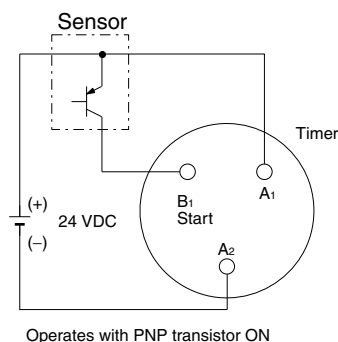 Sensor
Timer
B1
Start
A1
(+)
24 VDC
(−)
A2
Operates with PNP transistor ON